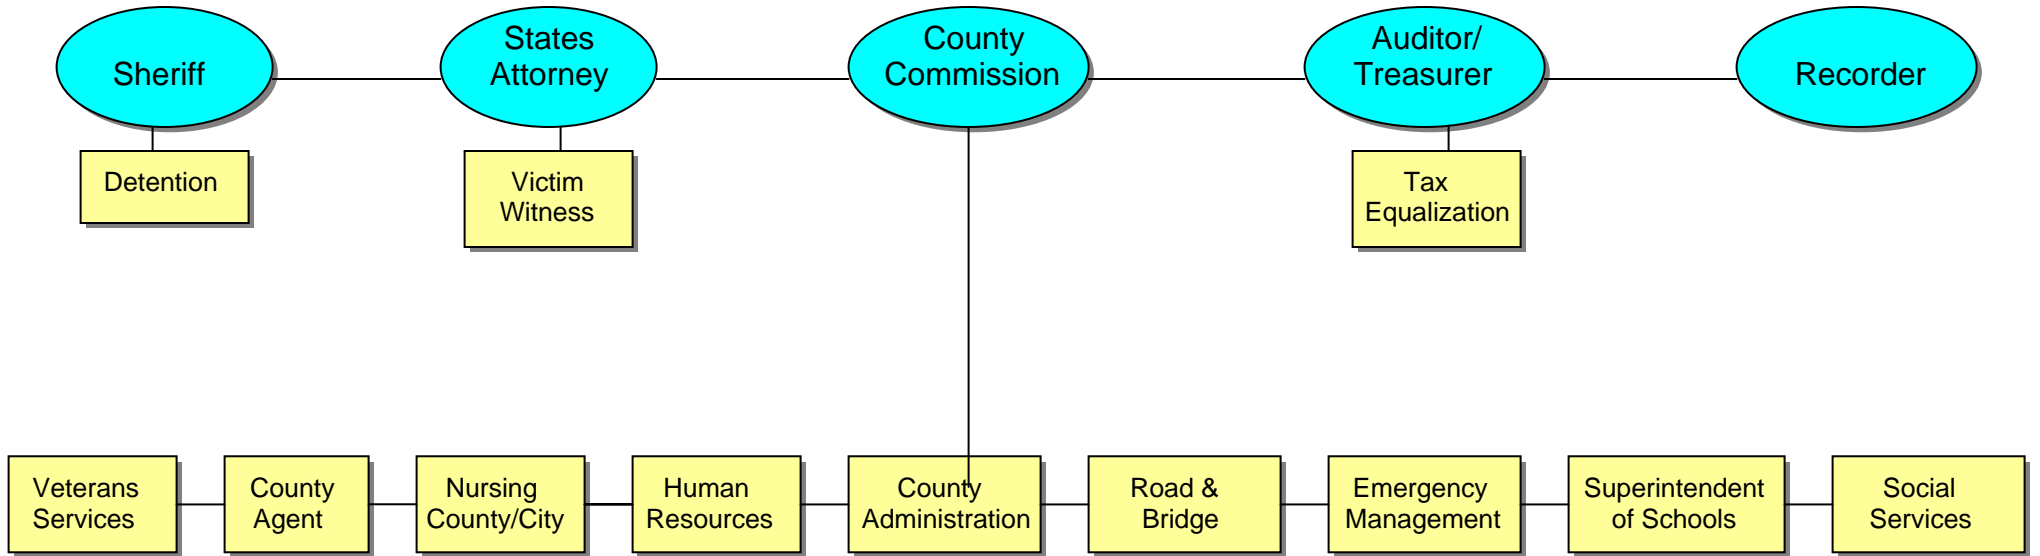 Sheriff
States
Attorney
County
Commission
Auditor/
Treasurer
Recorder
Detention
Victim
Witness
Tax
Equalization
Veterans
Services
County
Agent
Nursing
County/City
Human
Resources
County
Administration
Road &
Bridge
Emergency
Management
Superintendent
of Schools
Social
Services